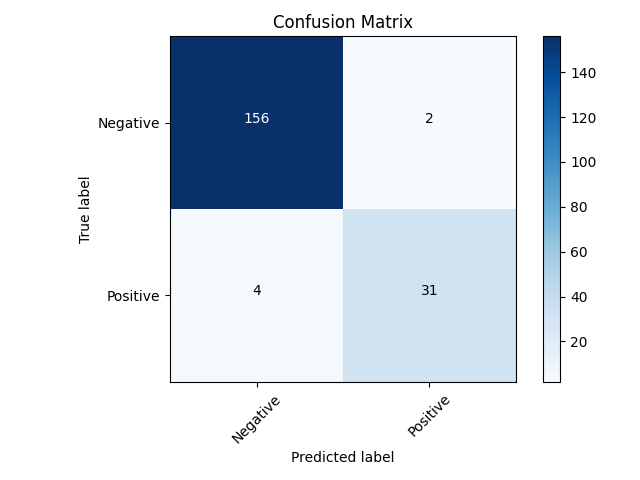 Confusion Matrix
Negative
156
2
140
120
100
80
60
40
20
True label
Positive
4
31
Negative
Positive
Predicted label